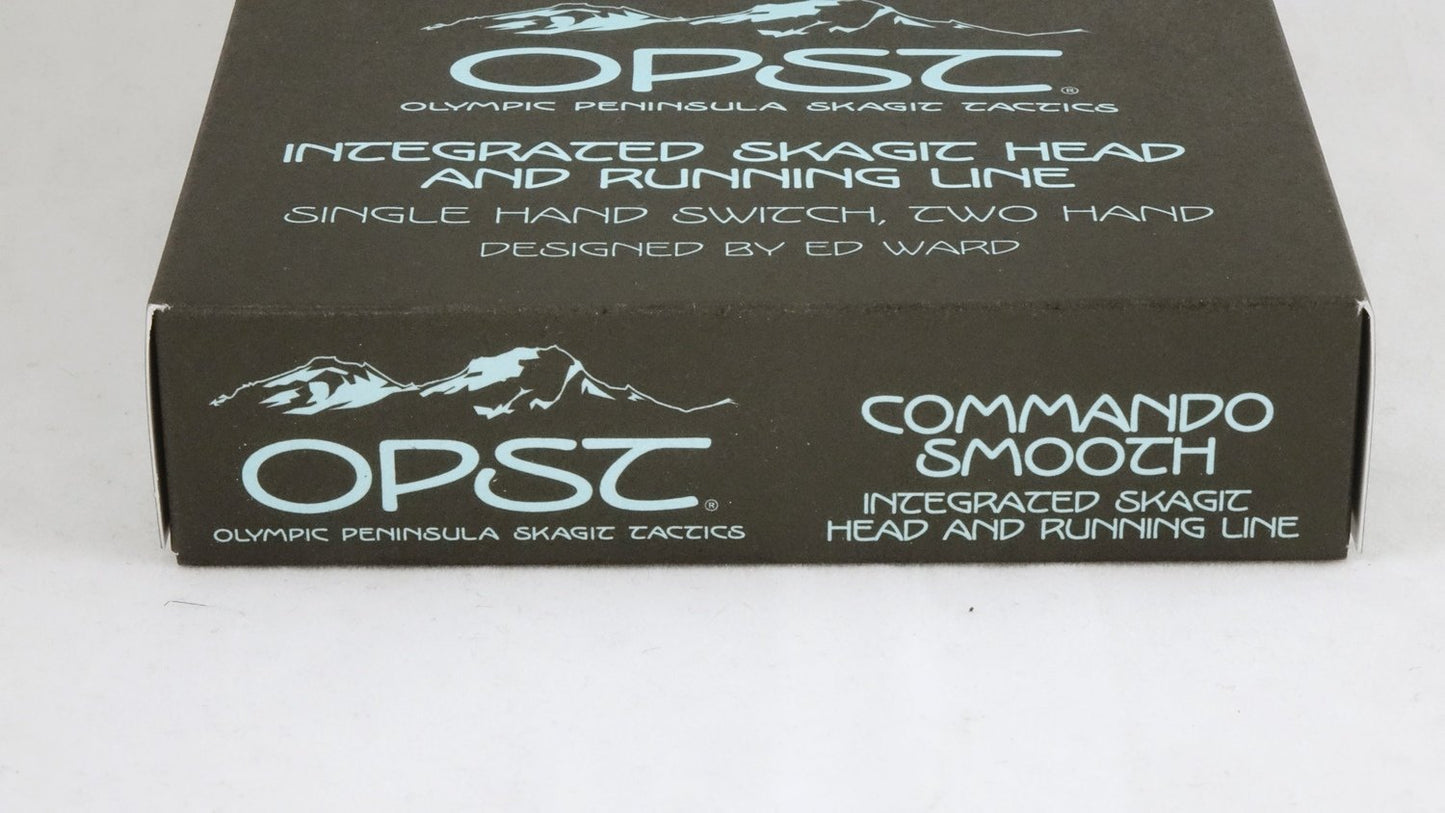 OPST®
OLYMPIC PENINSULA SKAGIT TACTICS
INTEGRATED SKAGIT HEAD
AND RUNNING LINE
SINGLE HAND SWITCH, TWO HAND
DESIGNED BY ED WARD
OPST®
OLYMPIC PENINSULA SKAGIT TACTICS
COMMANDO
SMOOTH
INTEGRATED SKAGIT
HEAD AND RUNNING LINE